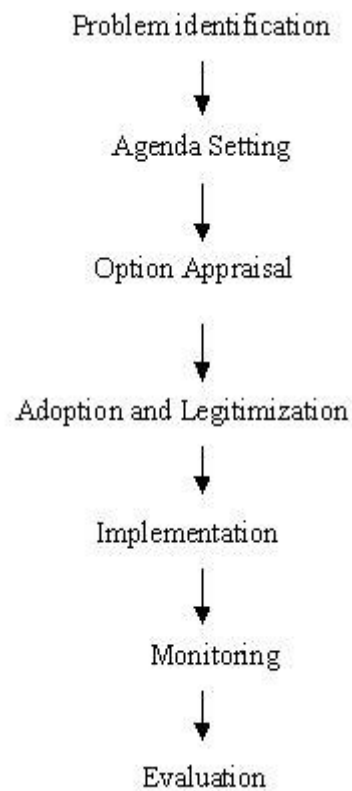 Problem identification
Agenda Setting
Option Appraisal
Adoption and Legitimization
Implementation
Monitoring
Evaluation